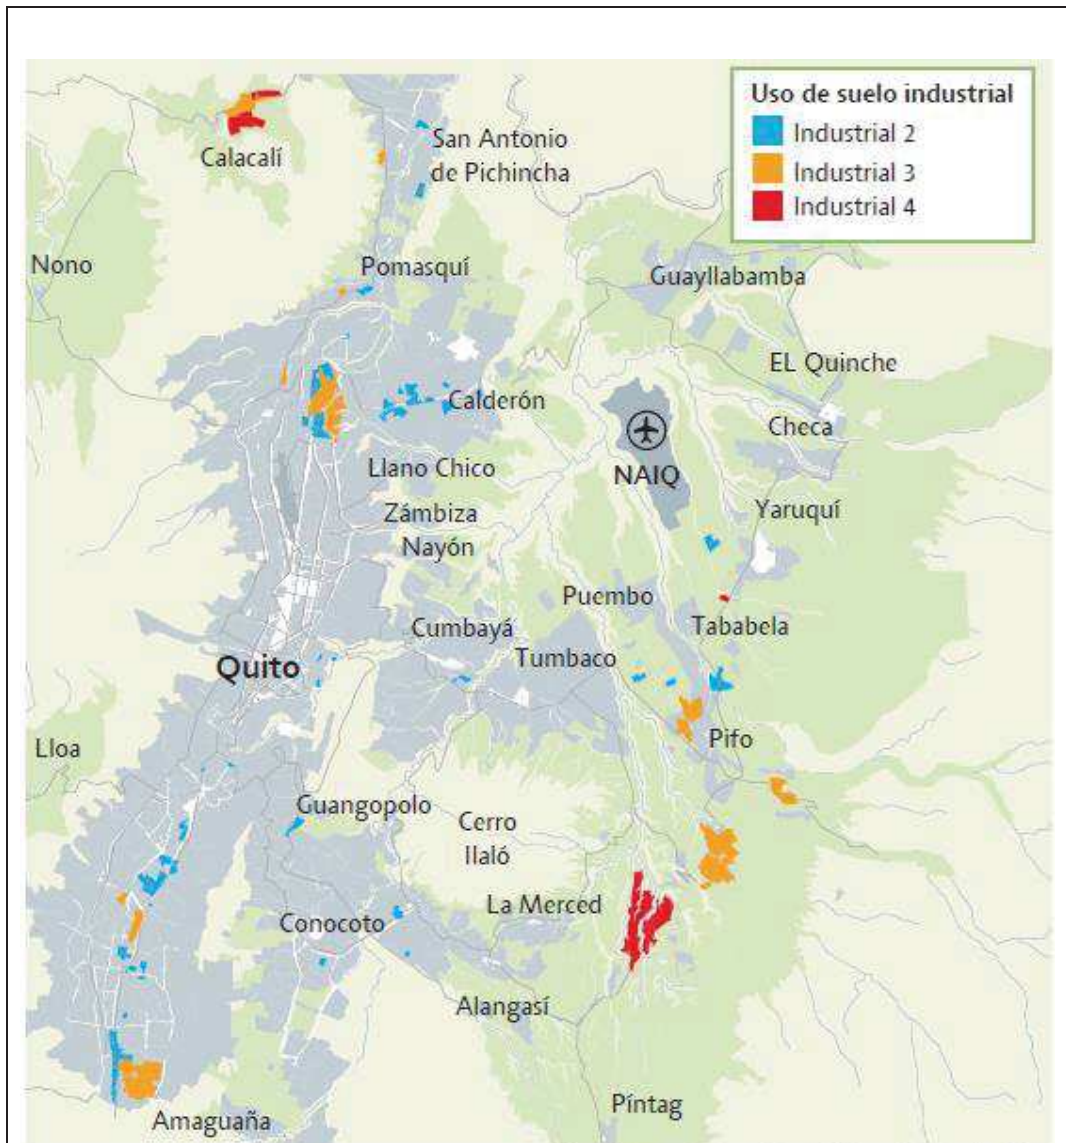 Uso de suelo industrial
Industrial 2
Industrial 3
Industrial 4
San Antonio
de Pichincha
Calacalí
Nono
Pomasquí
Guayllabamba
EL Quinche
Calderón
Checa
Llano Chico
NAIQ
Zámbiza
Nayón
Yaruquí
Puembo
Cumbayá
Tababela
Tumbaco
Quito
Pifo
Lloa
Guangopolo
Cerro
Ilaló
La Merced
Conocoto
Alangasí
Píntag
Amaguaña